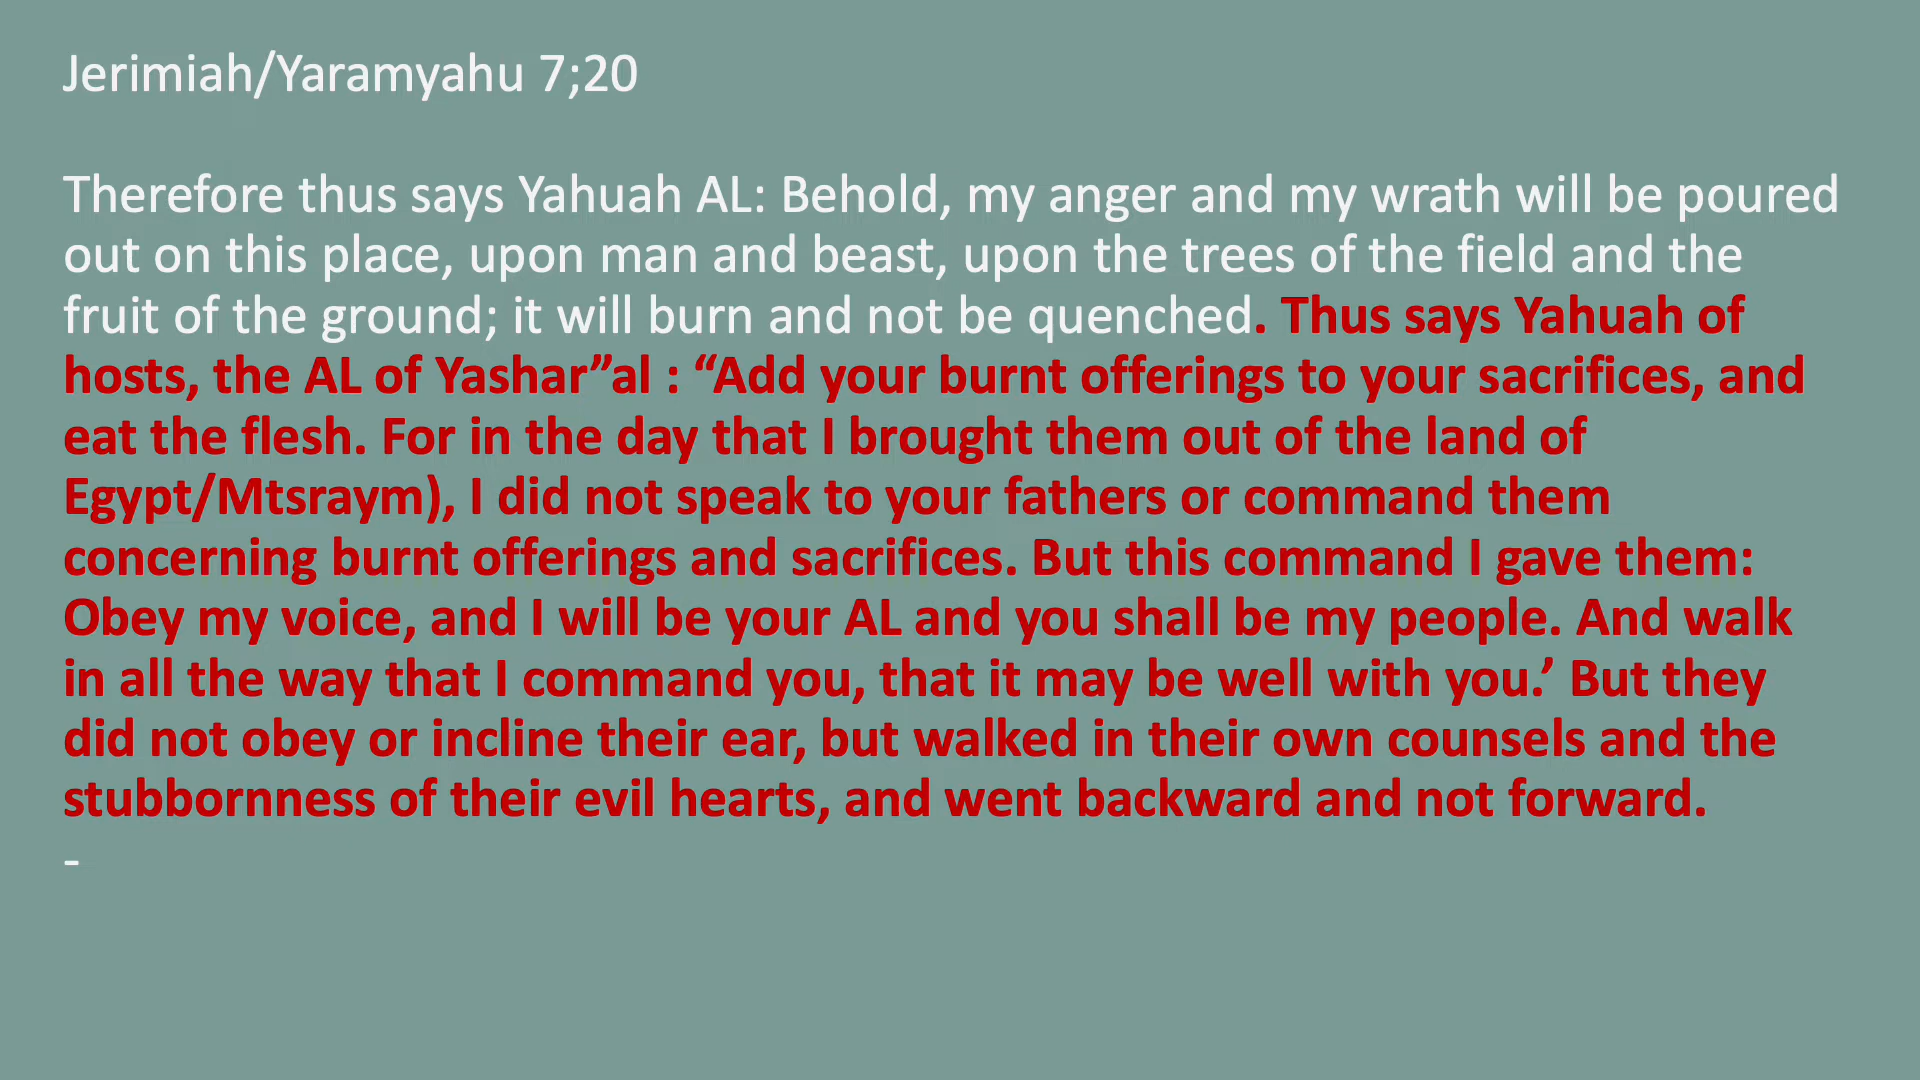 Jerimiah/Yaramyahu 7;20
Therefore thus says Yahuah AL: Behold, my anger and my wrath will be poured
out on this place, upon man and beast, upon the trees of the field and the
fruit of the ground; it will burn and not be quenched. Thus says Yahuah of
hosts, the AL of Yashar”al : “Add your burnt offerings to your sacrifices, and
eat the flesh. For in the day that I brought them out of the land of
Egypt/Mtsraym), I did not speak to your fathers or command them
concerning burnt offerings and sacrifices. But this command I gave them:
Obey my voice, and I will be your AL and you shall be my people. And walk
in all the way that I command you, that it may be well with you.’ But they
did not obey or incline their ear, but walked in their own counsels and the
stubbornness of their evil hearts, and went backward and not forward.
-